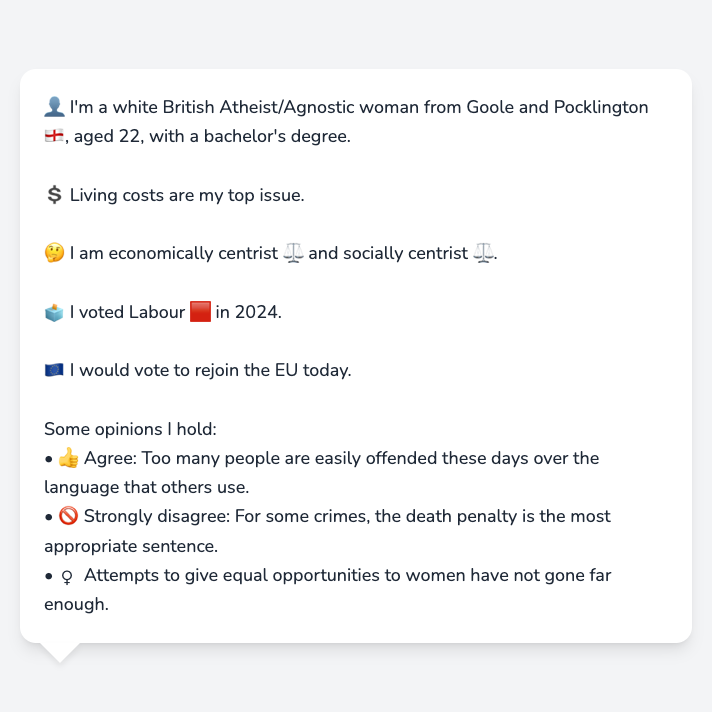 👤 I'm a white British Atheist/Agnostic woman from Goole and Pocklington
🏴󠁧󠁢󠁥󠁮󠁧󠁿, aged 22, with a bachelor's degree.
💲 Living costs are my top issue.
🤔 I am economically centrist ⚖️ and socially centrist ⚖️.
🗳️ I voted Labour 🟥 in 2024.
🇪🇺 I would vote to rejoin the EU today.
Some opinions I hold:
• 👍 Agree: Too many people are easily offended these days over the
language that others use.
• 🚫 Strongly disagree: For some crimes, the death penalty is the most
appropriate sentence.
• ♀ Attempts to give equal opportunities to women have not gone far
enough.